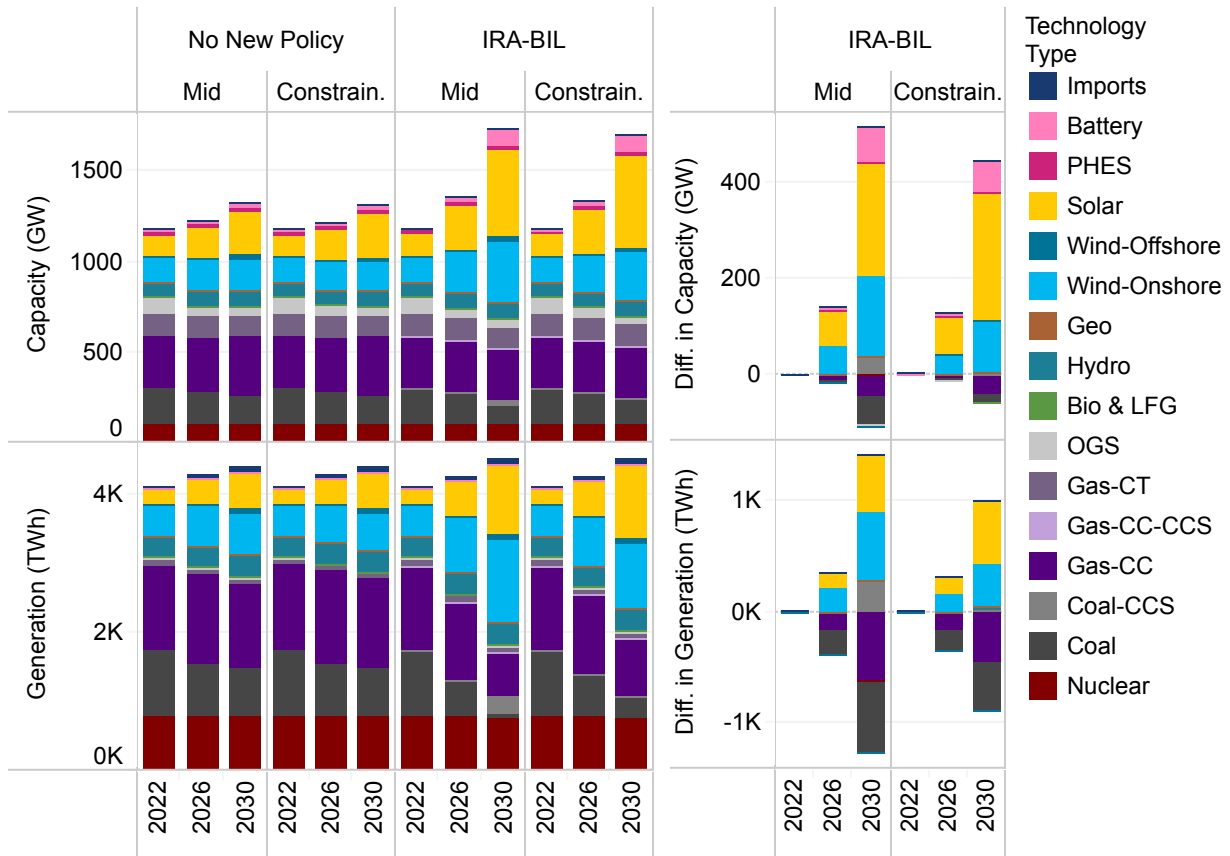 No New Policy
IRA-BIL
IRA-BIL
Mid
Constrain.
Mid
Constrain.
Mid
Constrain.
Capacity (GW)
1500
1000
500
0
Generation (TWh)
4K
2K
0K
2022
2026
2030
2022
2026
2030
2022
2026
2030
2022
2026
2030
Diff. in Capacity (GW)
400
200
0
Diff. in Generation (TWh)
1K
0K
-1K
2022
2026
2030
2022
2026
2030
Technology
Type
Imports
Battery
PHES
Solar
Wind-Offshore
Wind-Onshore
Geo
Hydro
Bio & LFG
OGS
Gas-CT
Gas-CC-CCS
Gas-CC
Coal-CCS
Coal
Nuclear